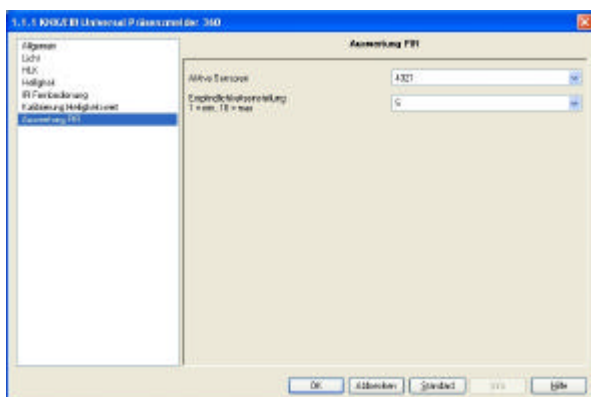 1.1.1 KNX/EIB Universal Präsenzmelder 360
Allgemein
Licht
HLK
Helligkeit
IR Fernbedienung
Kalibrierung Helligkeitswert
Auswertung PIR
Auswertung PIR
Aktive Sensoren
4321
Empfindlichkeitseinstellung
1 = min, 10 = max
OK
Abbrechen
Standard
Hilfe